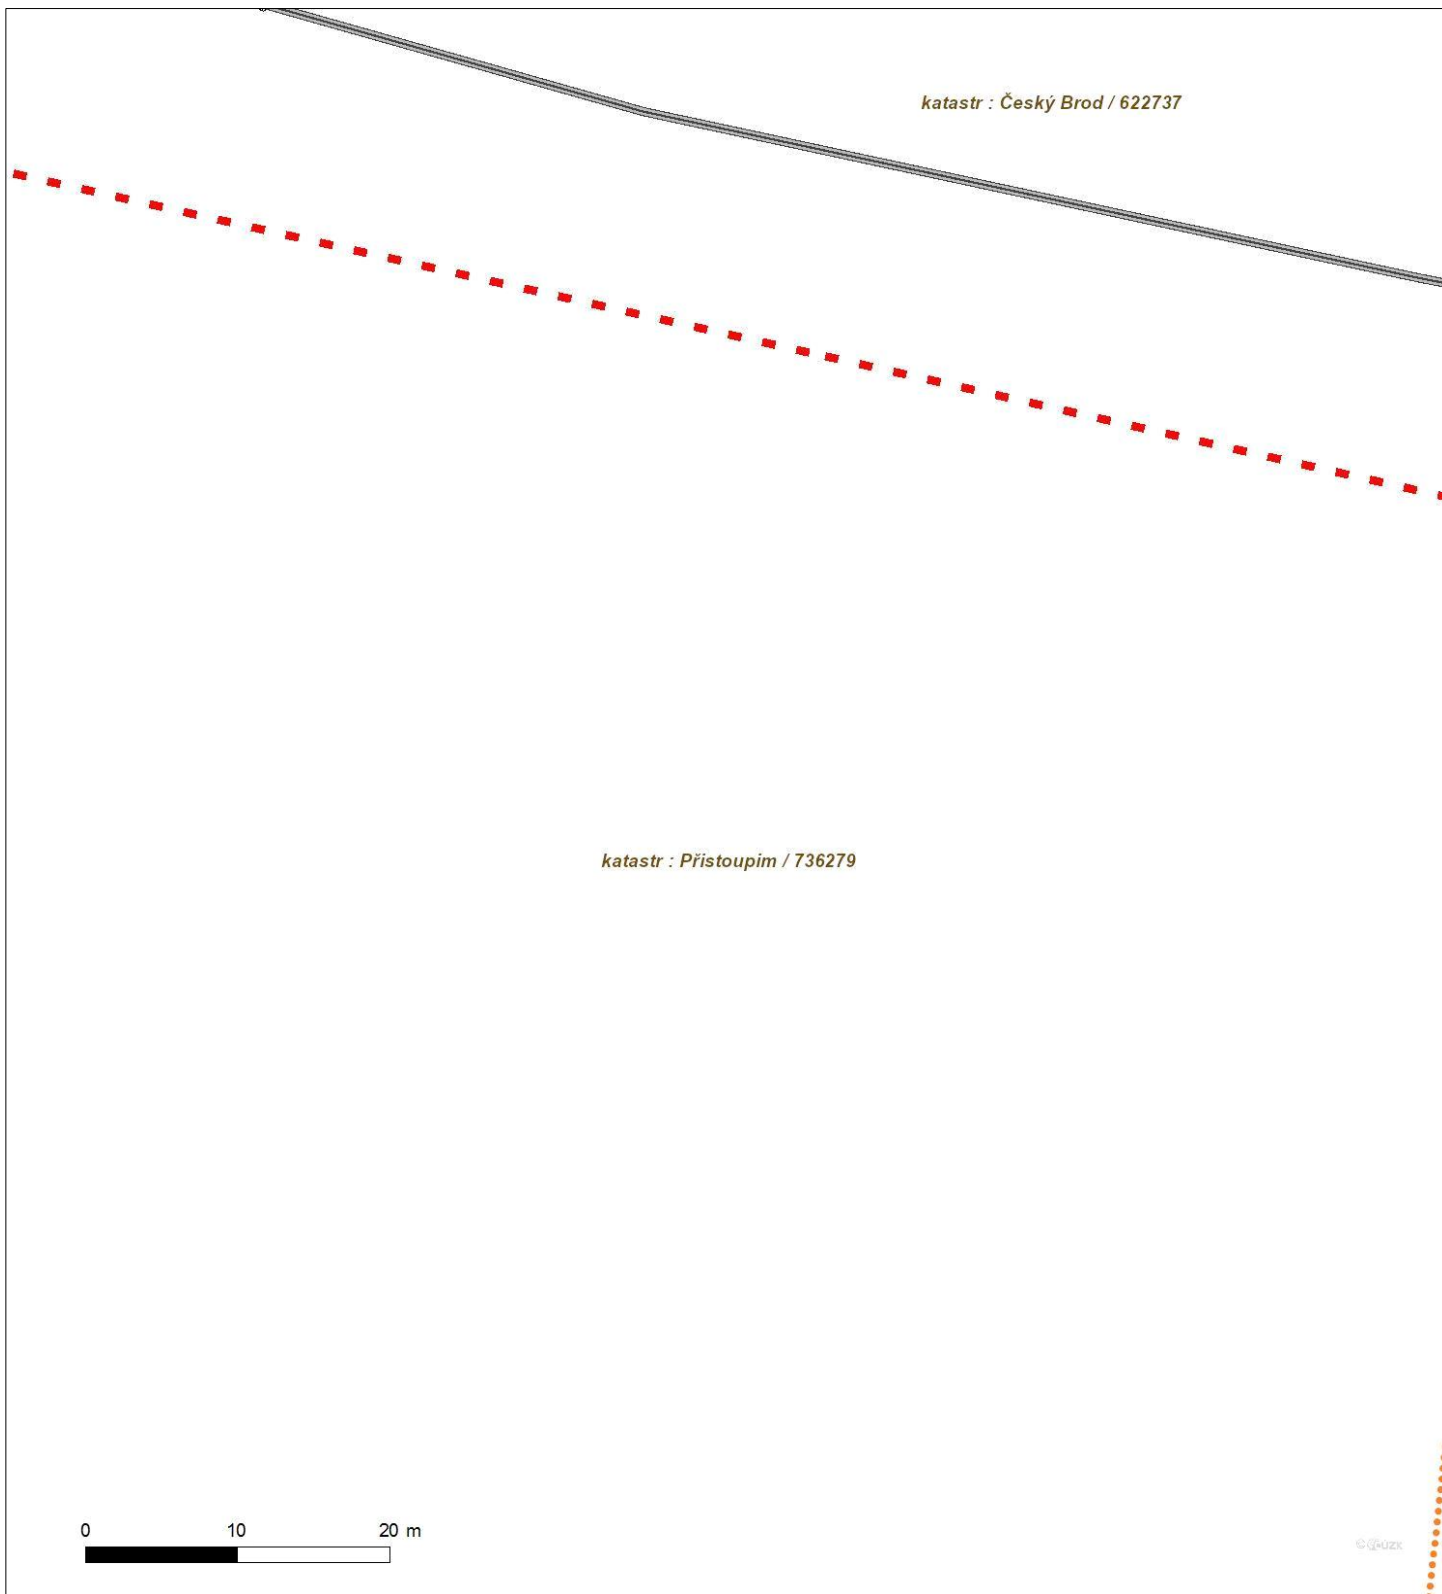 katastr : Český Brod / 622737
katastr : Přistoupim / 736279
0 10 20 m